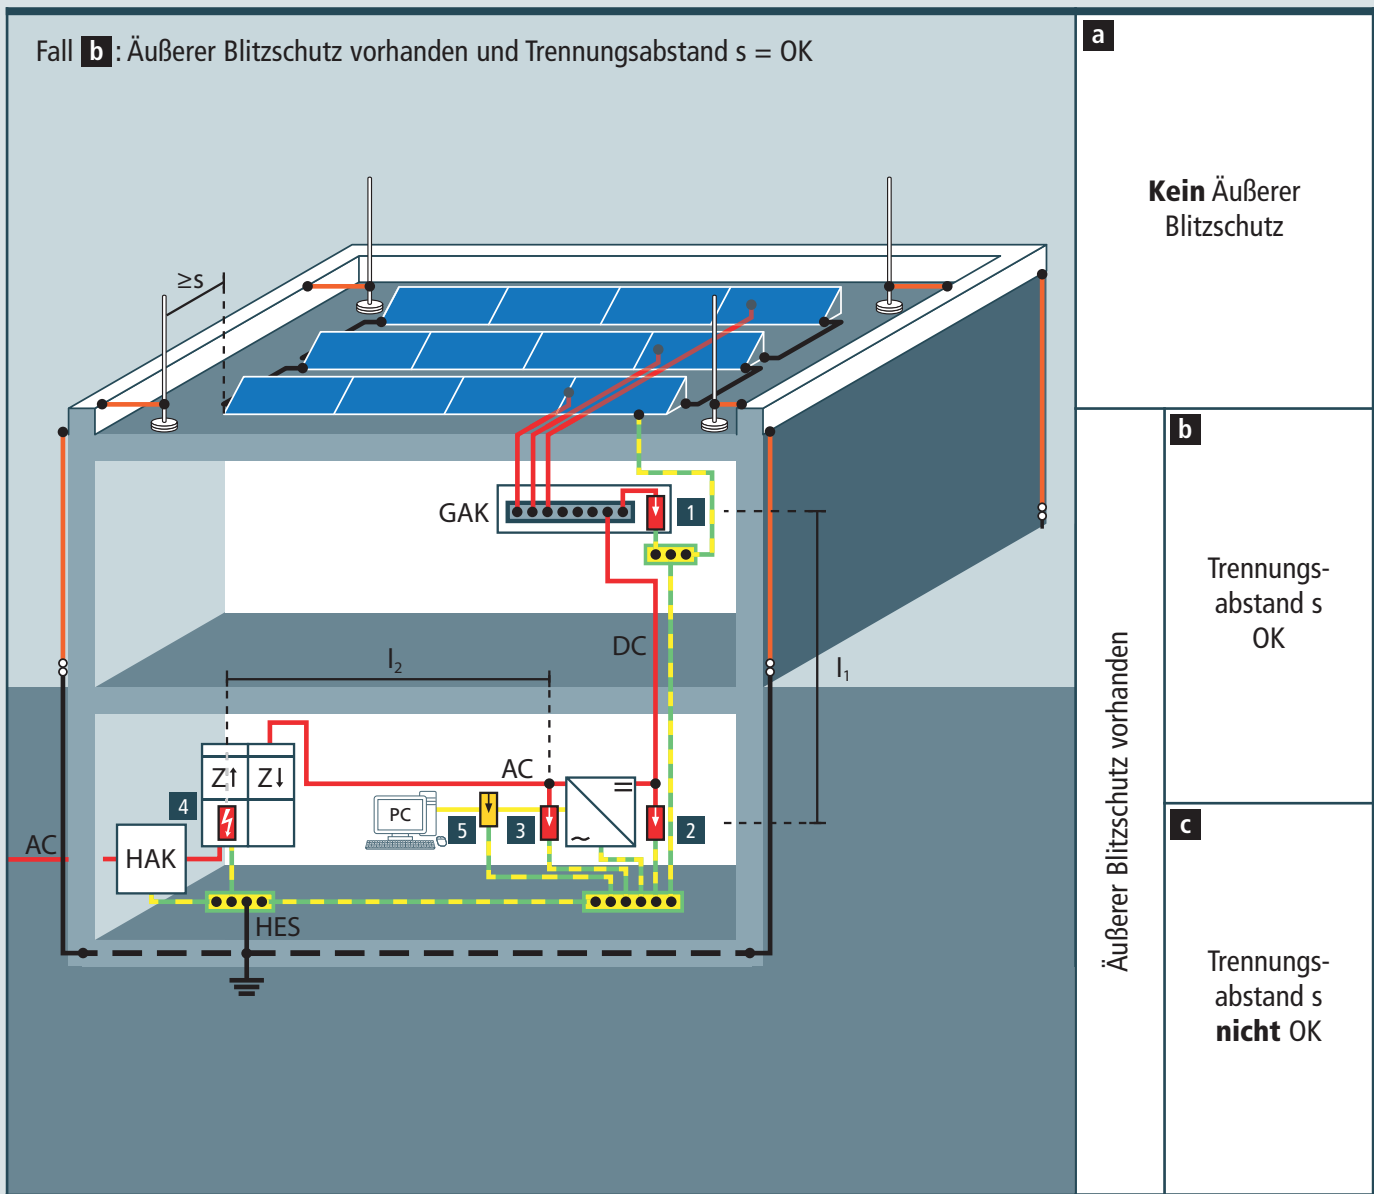 Fall b : Äußerer Blitzschutz vorhanden und Trennungsabstand s = OK
≥s
GAK
1
DC
l₁
l₂
Z↑ Z↓
AC
=
~
4
PC
5
3
2
AC
HAK
HES
a
Kein Äußerer
Blitzschutz
Äußerer Blitzschutz vorhanden
b
Trennungs-
abstand s
OK
c
Trennungs-
abstand s
nicht OK